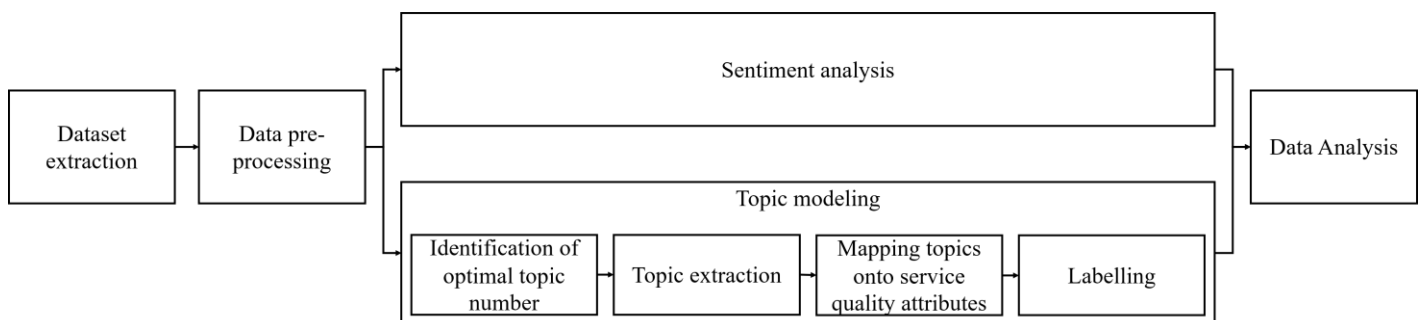 Dataset
extraction
Data pre-
processing
Sentiment analysis
Topic modeling
Identification of
optimal topic
number
Topic extraction
Mapping topics
onto service
quality attributes
Labelling
Data Analysis